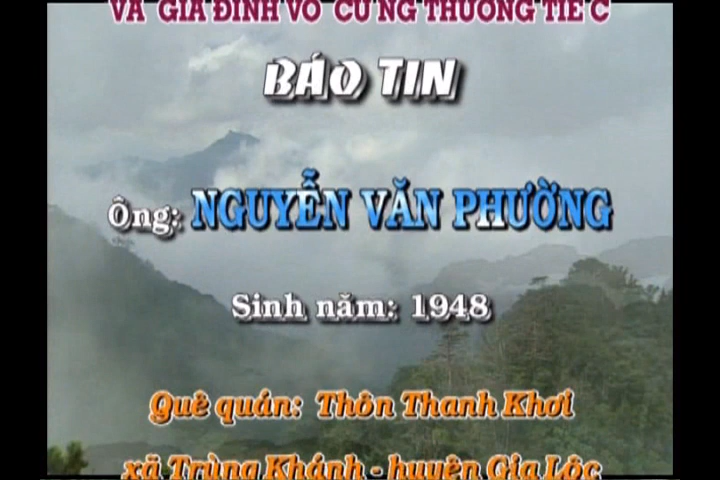 VÀ GIA ĐÌNH VÔ CÙNG THƯƠNG TIẾC
BÁO TIN
Ông: NGUYỄN VĂN PHƯỜNG
Sinh năm: 1948
Quê quán: Thôn Thanh Khơi
xã Trùng Khánh - huyện Gia Lộc